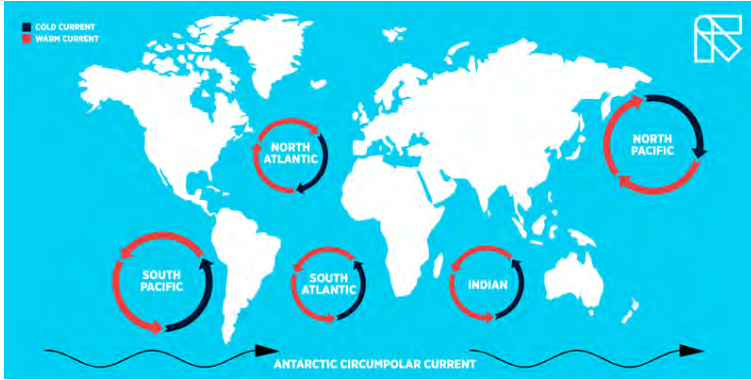 COLD CURRENT
WARM CURRENT
NORTH
ATLANTIC
NORTH
PACIFIC
SOUTH
PACIFIC
SOUTH
ATLANTIC
INDIAN
ANTARCTIC CIRCUMPOLAR CURRENT